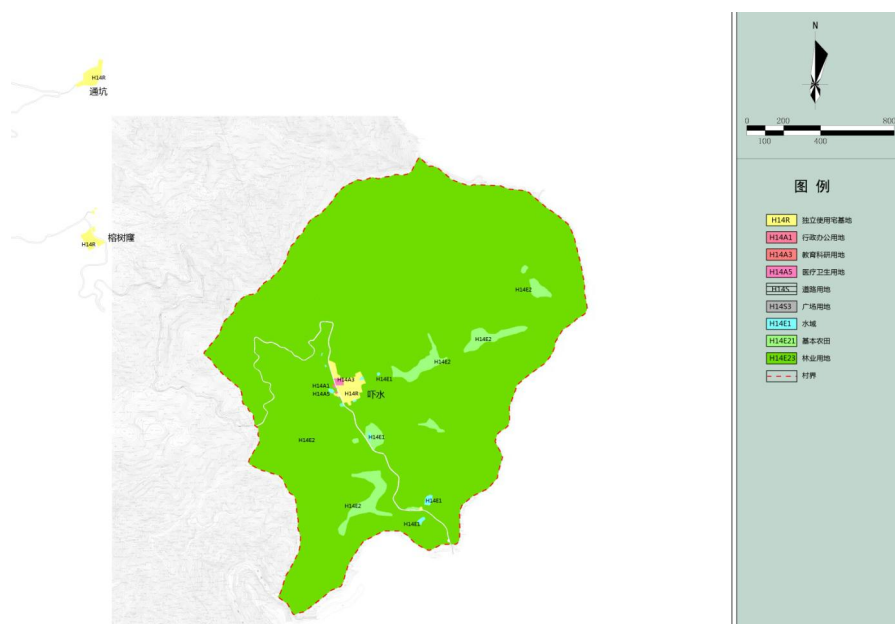 H14R
通坑
榕树窿
H14R
H14E2
H14E2
H14E2
H14E1
H14A3
H14A1
H14A5
H14R
吓水
H14E1
H14E2
H14E2
H14E1
H14E1
N
0 200 800
100 400
图 例
H14R 独立使用宅基地
H14A1 行政办公用地
H14A3 教育科研用地
H14A5 医疗卫生用地
H14S 道路用地
H14S3 广场用地
H14E1 水域
H14E21 基本农田
H14E23 林业用地
村界